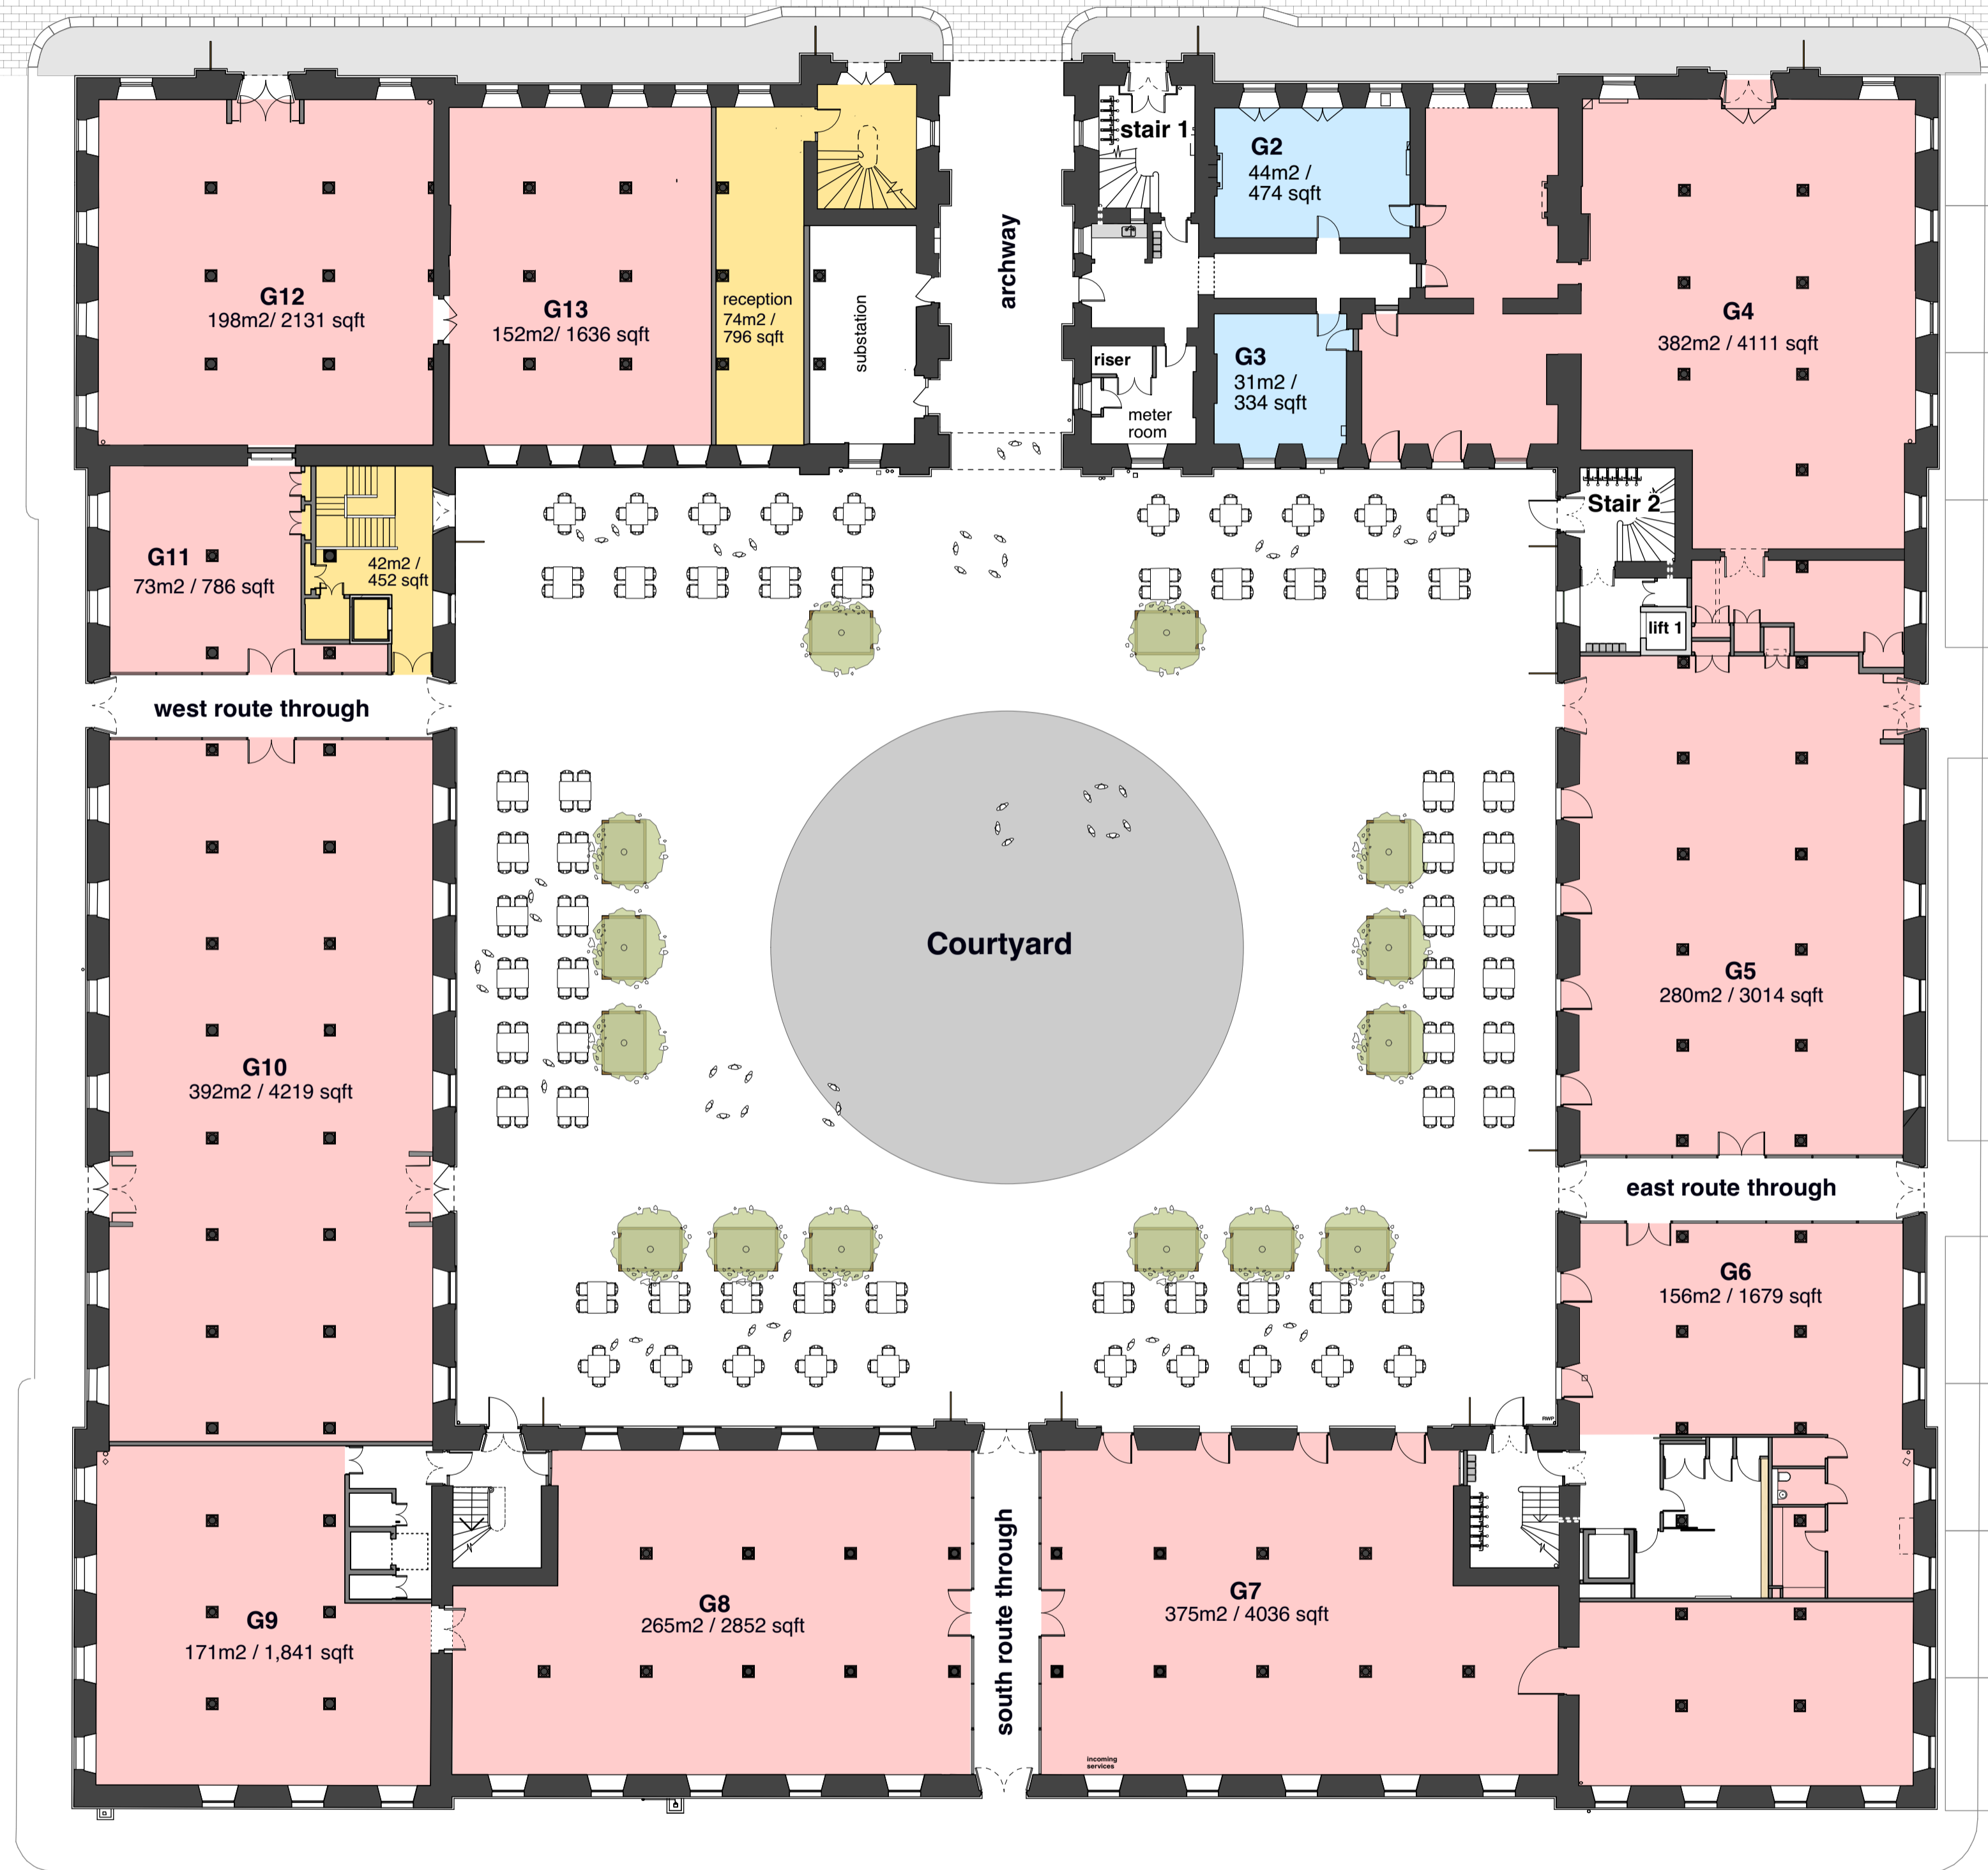 stair 1
G2
44m2 /
474 sqft
archway
G12
198m2/ 2131 sqft
G13
152m2/ 1636 sqft
reception
74m2 /
796 sqft
substation
G4
382m2 / 4111 sqft
riser
G3
31m2 /
334 sqft
meter
room
Stair 2
G11
73m2 / 786 sqft
42m2 /
452 sqft
lift 1
west route through
Courtyard
G5
280m2 / 3014 sqft
G10
392m2 / 4219 sqft
east route through
G6
156m2 / 1679 sqft
RWP
south route through
G9
171m2 / 1,841 sqft
G8
265m2 / 2852 sqft
G7
375m2 / 4036 sqft
incoming
services